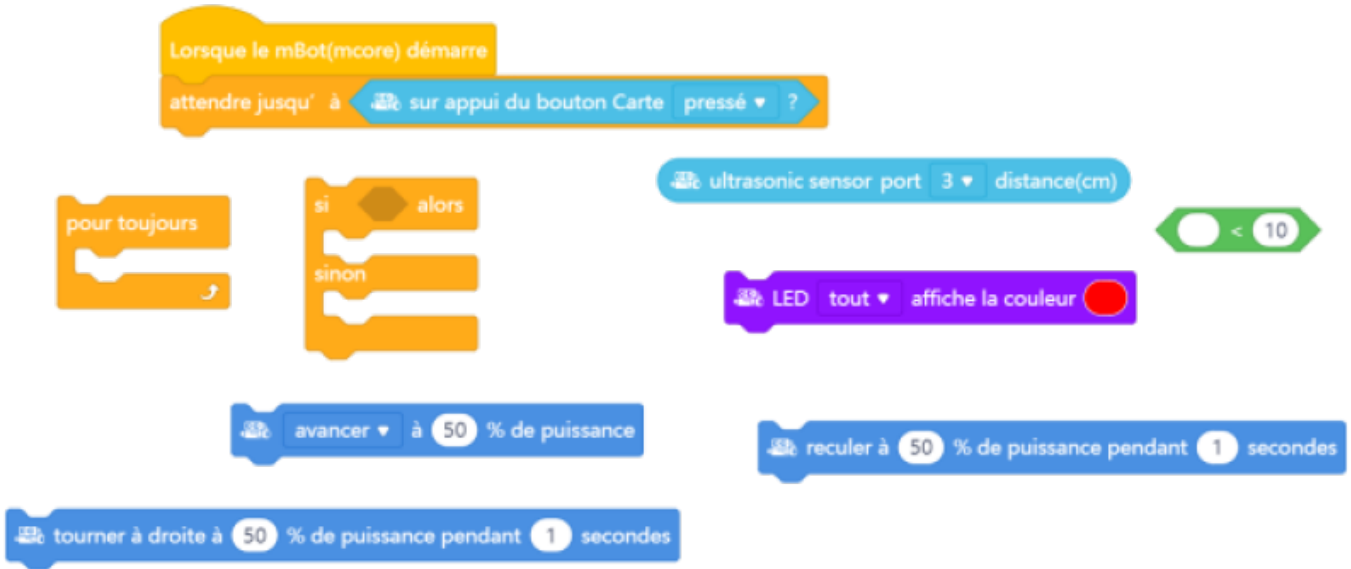 Lorsque le mBot(mcore) démarre
attendre jusqu' à sur appui du bouton Carte pressé ?
ultrasonic sensor port 3 distance(cm)
pour toujours
si alors
sinon
< 10
LED tout affiche la couleur
avancer à 50 % de puissance
reculer à 50 % de puissance pendant 1 secondes
tourner à droite à 50 % de puissance pendant 1 secondes